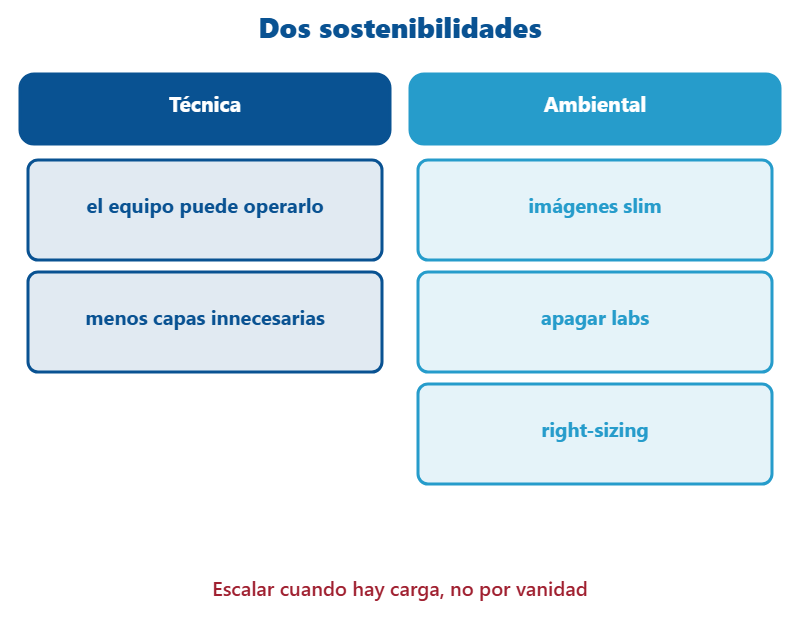 Dos sostenibilidades
Técnica
el equipo puede operarlo
menos capas innecesarias
Ambiental
imágenes slim
apagar labs
right-sizing
Escalar cuando hay carga, no por vanidad